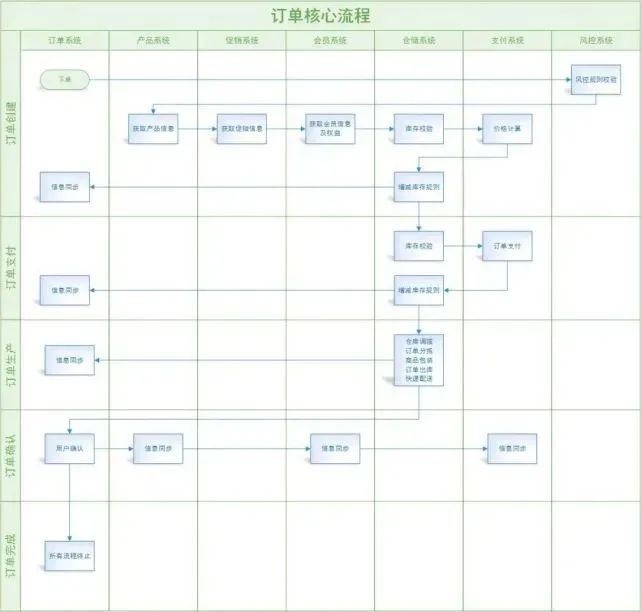 订单核心流程
订单系统
产品系统
促销系统
会员系统
仓储系统
支付系统
风控系统
订单创建
下单
风控规则校验
获取产品信息
获取促销信息
获取会员信息
及权益
库存校验
价格计算
信息同步
增减库存规则
订单支付
库存校验
订单支付
信息同步
增减库存规则
订单生产
信息同步
仓库调拨
订单分拣
商品包装
订单出库
快递配送
订单确认
用户确认
信息同步
信息同步
信息同步
订单完成
所有流程终止